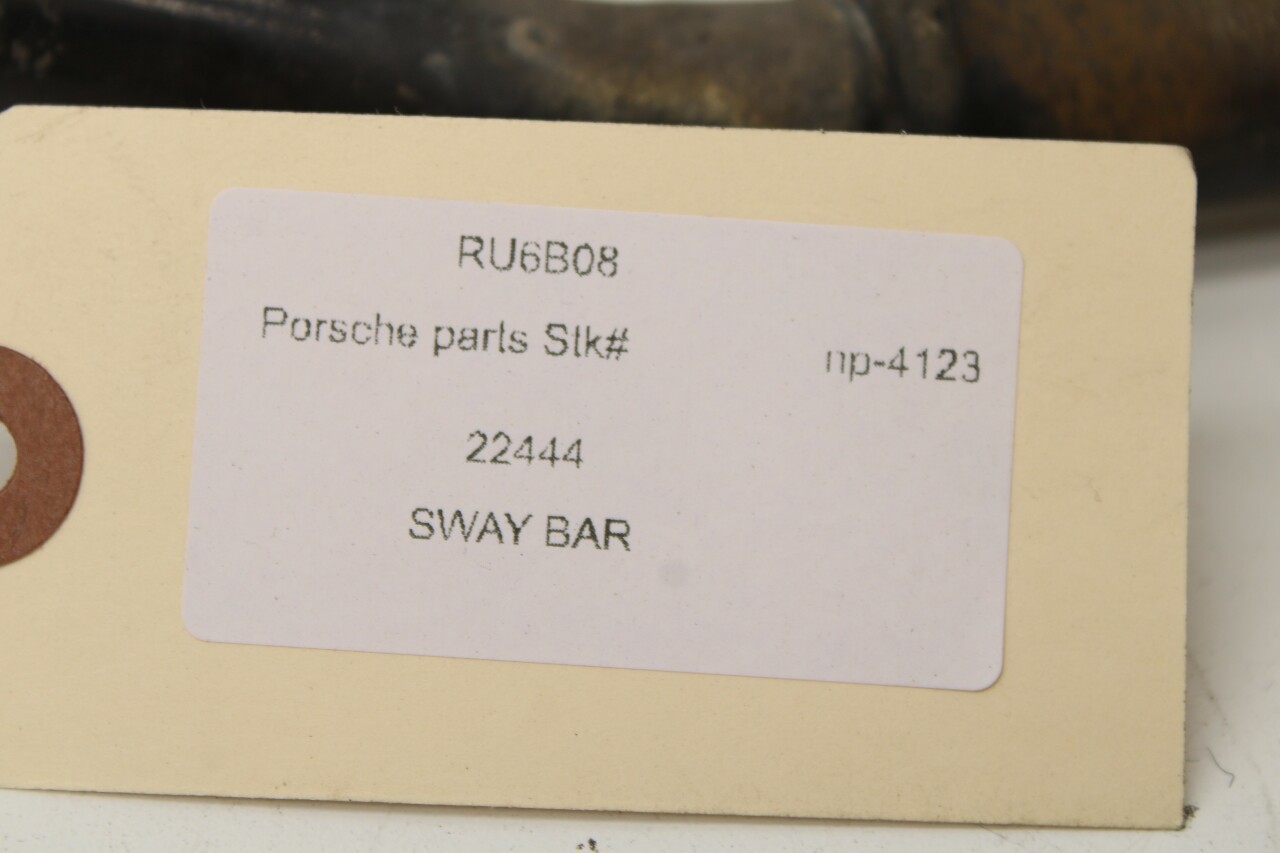 RU6B08
Porsche parts Stk# np-4123
22444
SWAY BAR